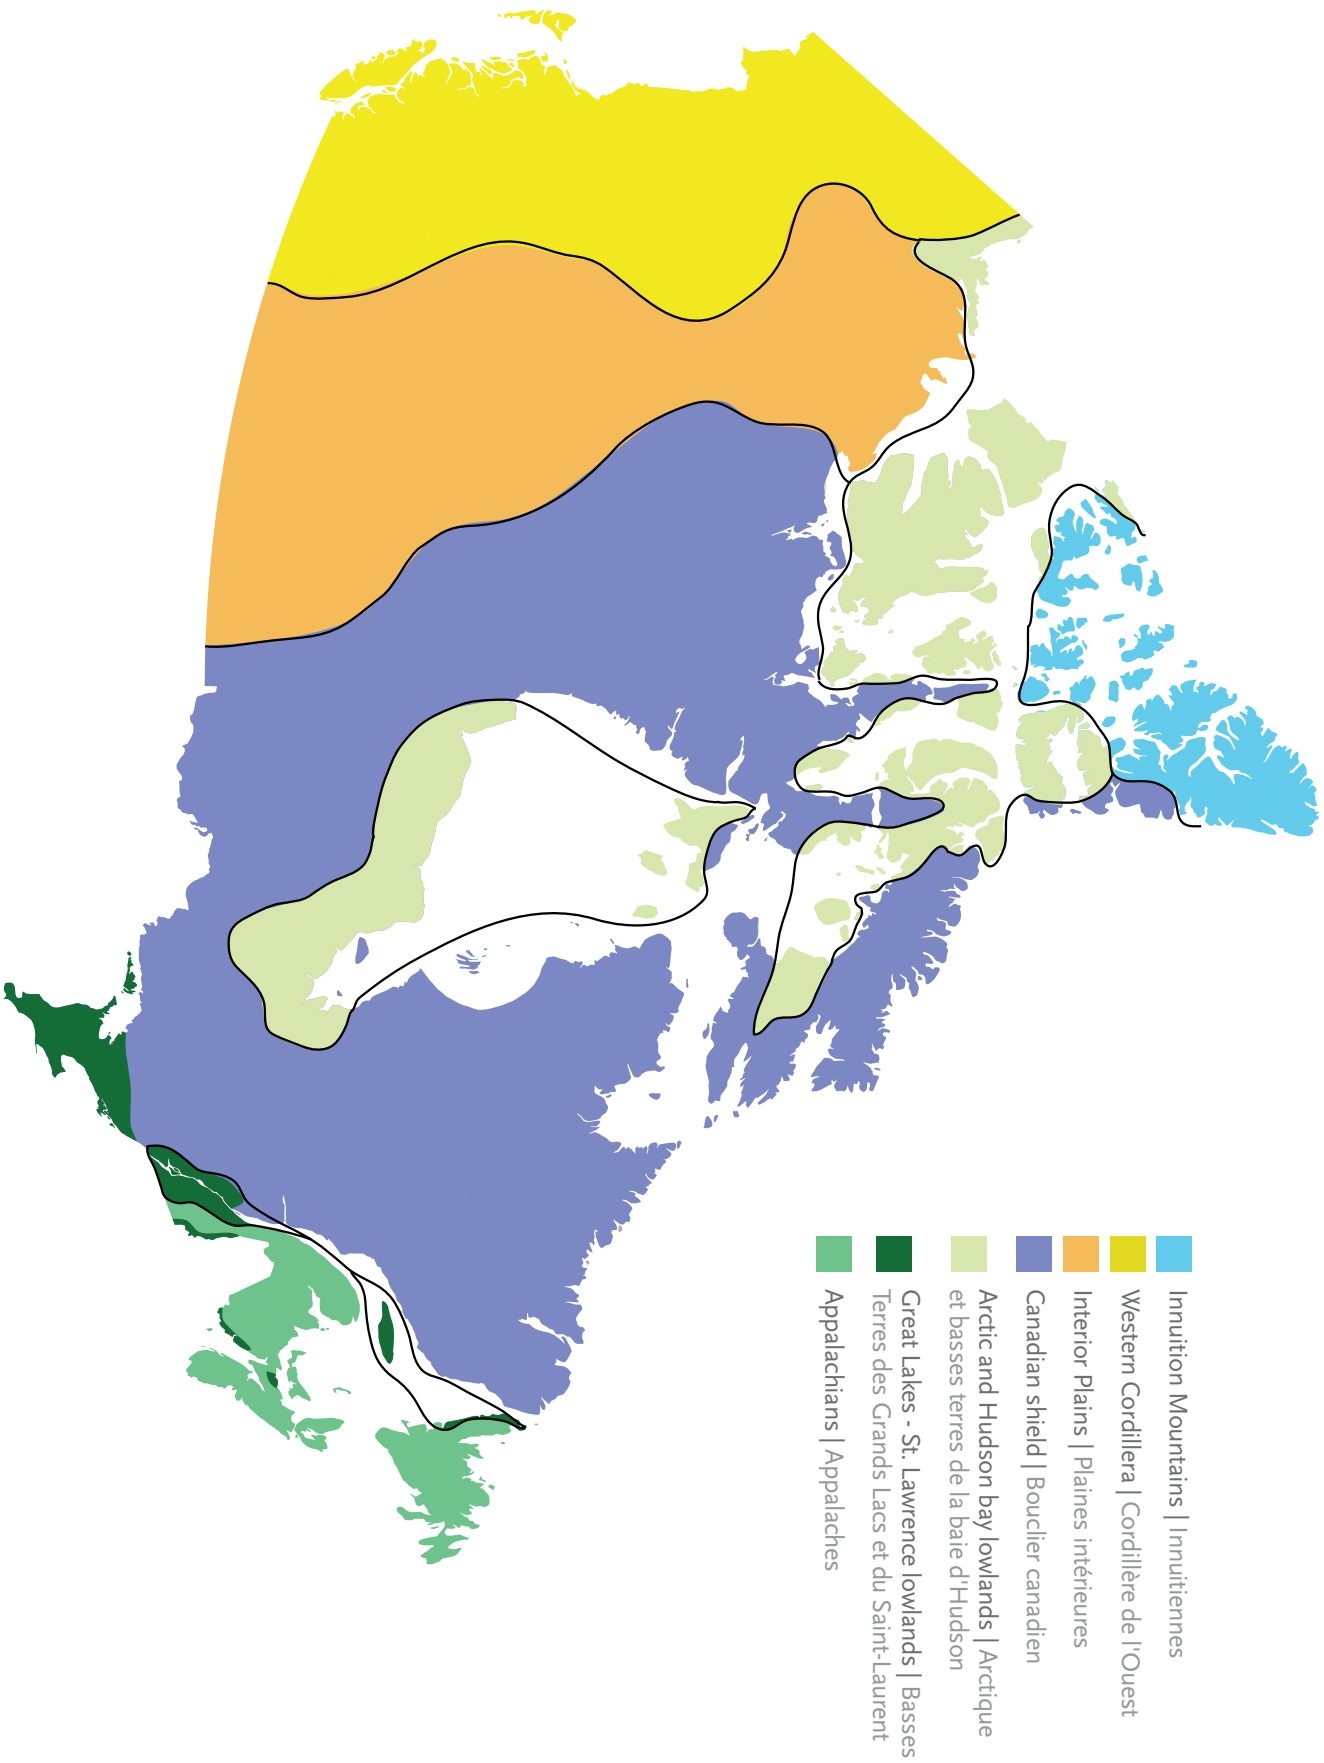 Innuition Mountains | Innuitiennes
Western Cordillera | Cordillère de l'Ouest
Interior Plains | Plaines intérieures
Canadian shield | Bouclier canadien
Arctic and Hudson bay lowlands | Arctique
et basses terres de la baie d'Hudson
Great Lakes - St. Lawrence lowlands | Basses
Terres des Grands Lacs et du Saint-Laurent
Appalachians | Appalaches